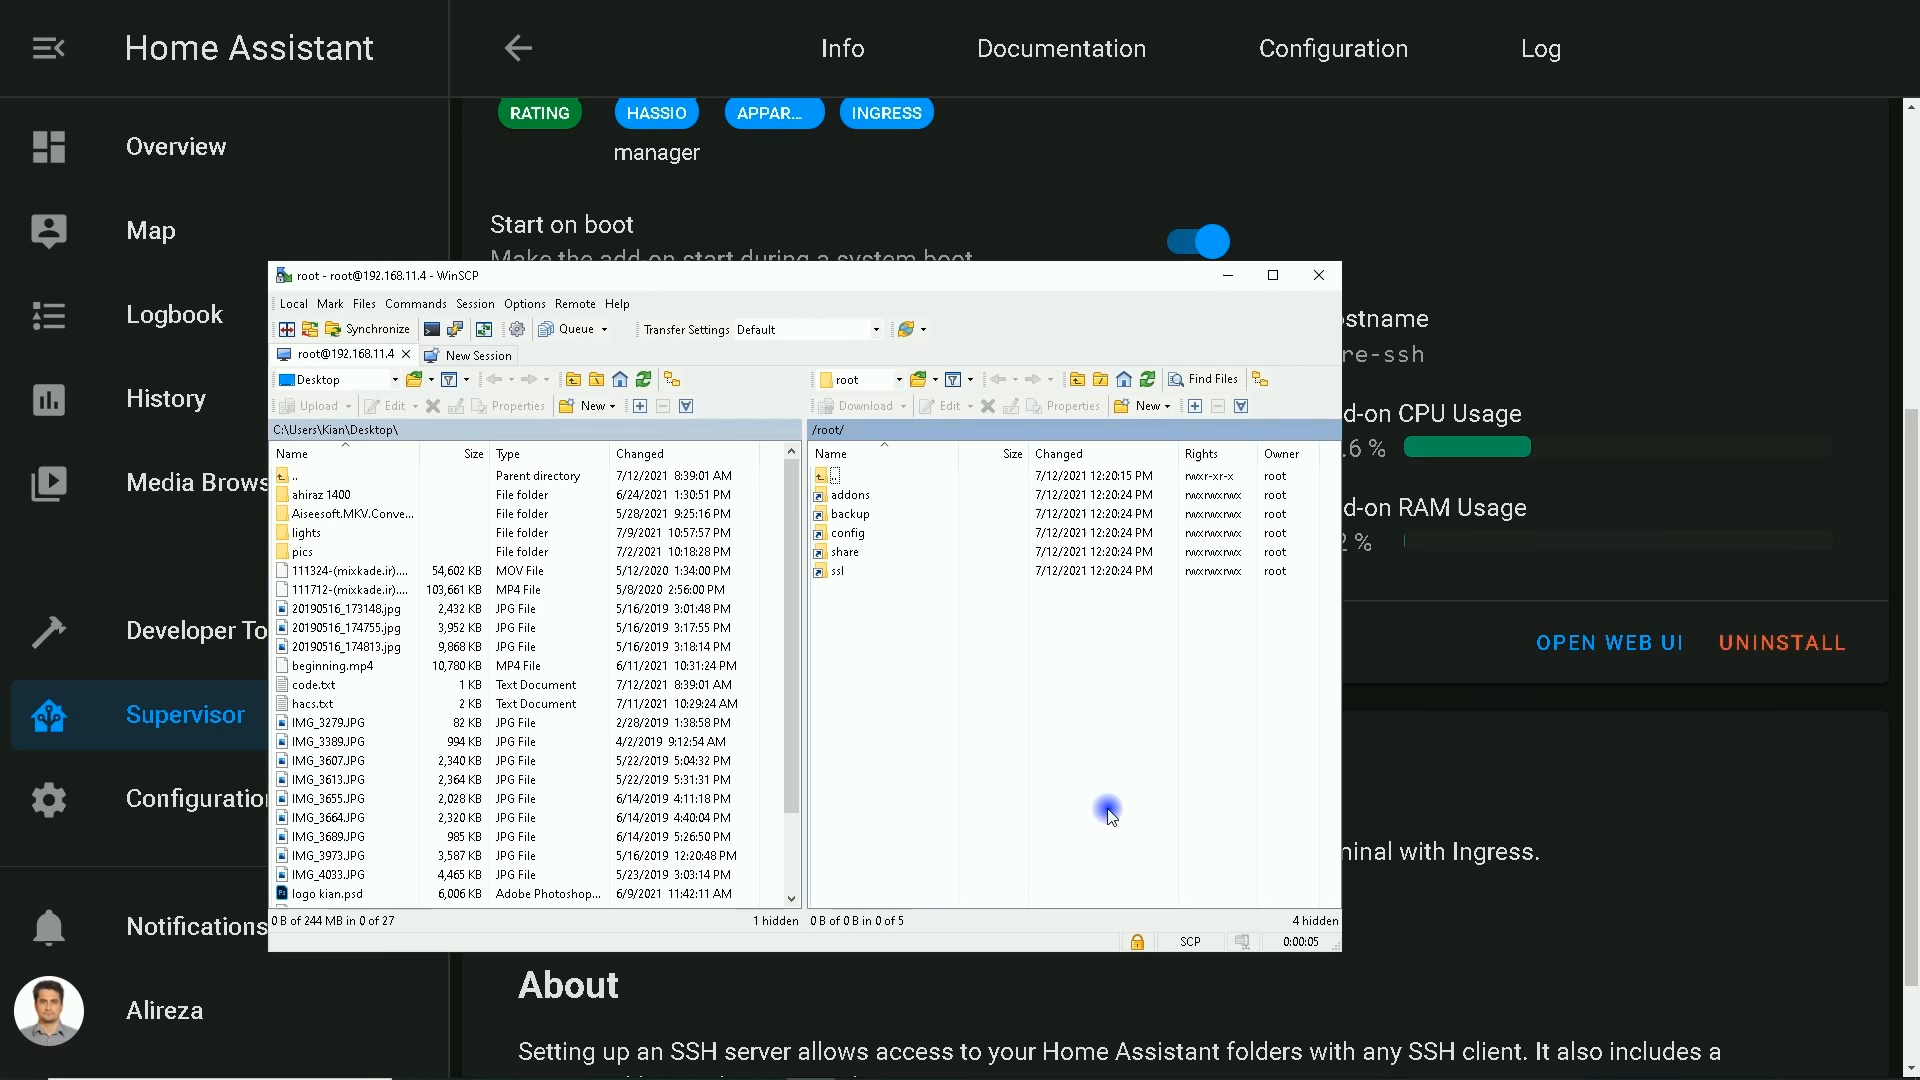 Home Assistant
Info
Documentation
Configuration
Log
Overview
Map
Logbook
History
Media Brows
Developer To
Supervisor
Configuration
Notifications
Alireza
RATING
HASSIO
APPAR...
INGRESS
manager
Start on boot
Make the add-on start during a system boot
root - root@192.168.11.4 - WinSCP
Local Mark Files Commands Session Options Remote Help
Synchronize
Queue
Transfer Settings Default
root@192.168.11.4
New Session
Desktop
Upload
Edit
Properties
New
C:\Users\Kian\Desktop\
Name Size Type Changed
.. Parent directory 7/12/2021 8:39:01 AM
ahiraz 1400 File folder 6/24/2021 1:30:51 PM
Aiseesoft.MKV.Conve... File folder 5/28/2021 9:25:16 PM
lights File folder 7/9/2021 10:57:57 PM
pics File folder 7/2/2021 10:18:28 PM
111324-(mixkade.ir).... 54,602 KB MOV File 5/12/2020 1:34:00 PM
111712-(mixkade.ir).... 103,661 KB MP4 File 5/8/2020 2:56:00 PM
20190516_173148.jpg 2,432 KB JPG File 5/16/2019 3:01:48 PM
20190516_174755.jpg 3,952 KB JPG File 5/16/2019 3:17:55 PM
20190516_174813.jpg 9,868 KB JPG File 5/16/2019 3:18:14 PM
beginning.mp4 10,780 KB MP4 File 6/11/2021 10:31:24 PM
code.txt 1 KB Text Document 7/12/2021 8:39:01 AM
hacs.txt 2 KB Text Document 7/11/2021 10:29:24 AM
IMG_3279.JPG 82 KB JPG File 2/28/2019 1:38:58 PM
IMG_3389.JPG 994 KB JPG File 4/2/2019 9:12:54 AM
IMG_3607.JPG 2,340 KB JPG File 5/22/2019 5:04:32 PM
IMG_3613.JPG 2,364 KB JPG File 5/22/2019 5:31:31 PM
IMG_3655.JPG 2,028 KB JPG File 6/14/2019 4:11:18 PM
IMG_3664.JPG 2,320 KB JPG File 6/14/2019 4:40:04 PM
IMG_3689.JPG 985 KB JPG File 6/14/2019 5:26:50 PM
IMG_3973.JPG 3,587 KB JPG File 5/16/2019 12:20:48 PM
IMG_4033.JPG 4,465 KB JPG File 5/23/2019 3:03:14 PM
logo kian.psd 6,006 KB Adobe Photoshop... 6/9/2021 11:42:11 AM
0 B of 244 MB in 0 of 27
1 hidden
root
Find Files
Download
Edit
Properties
New
/root/
Name Size Changed Rights Owner
.. 7/12/2021 12:20:15 PM rwxr-xr-x root
addons 7/12/2021 12:20:24 PM rwxrwxrwx root
backup 7/12/2021 12:20:24 PM rwxrwxrwx root
config 7/12/2021 12:20:24 PM rwxrwxrwx root
share 7/12/2021 12:20:24 PM rwxrwxrwx root
ssl 7/12/2021 12:20:24 PM rwxrwxrwx root
0 B of 0 B in 0 of 5
4 hidden
SCP
0:00:05
stname
re-ssh
d-on CPU Usage
.6 %
d-on RAM Usage
2 %
OPEN WEB UI
UNINSTALL
minal with Ingress.
About
Setting up an SSH server allows access to your Home Assistant folders with any SSH client. It also includes a